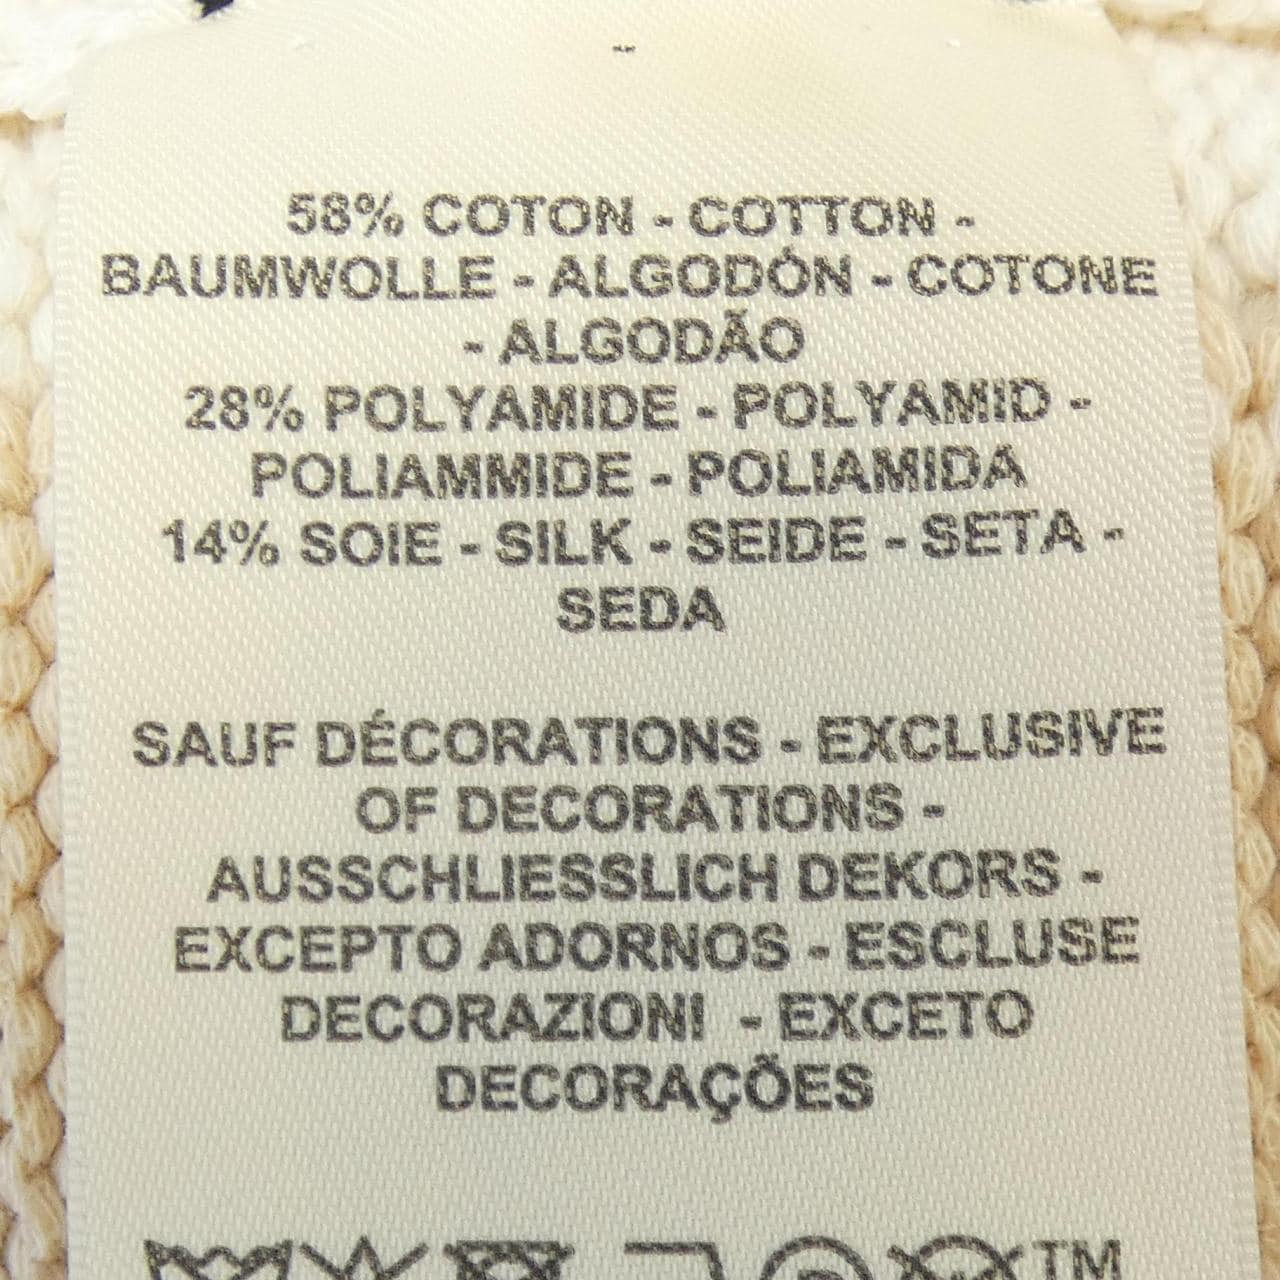 58% COTON - COTTON -
BAUMWOLLE - ALGODÓN - COTONE
- ALGODÃO
28% POLYAMIDE - POLYAMID -
POLIAMMIDE - POLIAMIDA
14% SOIE - SILK - SEIDE - SETA -
SEDA
SAUF DÉCORATIONS - EXCLUSIVE
OF DECORATIONS -
AUSSCHLIESSLICH DEKORS -
EXCEPTO ADORNOS - ESCLUSE
DECORAZIONI - EXCETO
DECORAÇÕES
TM